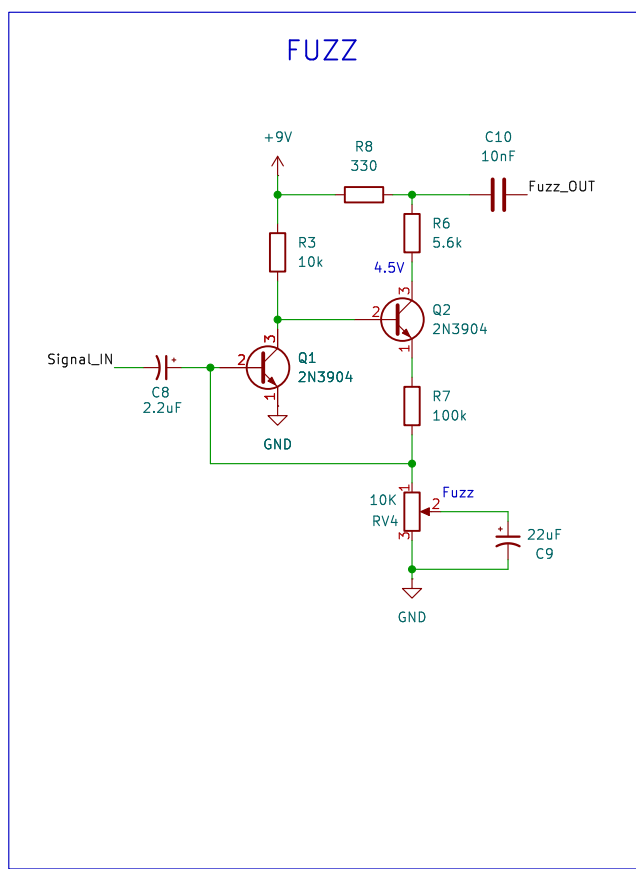 FUZZ
+9V
R8
330
C10
10nF
Fuzz_OUT
R3
10k
R6
5.6k
4.5V
3
2
Q2
2N3904
1
Signal_IN
C8
2.2uF
+
2
3
Q1
2N3904
1
GND
R7
100k
10K
RV4
1
Fuzz
2
3
+
22uF
C9
GND